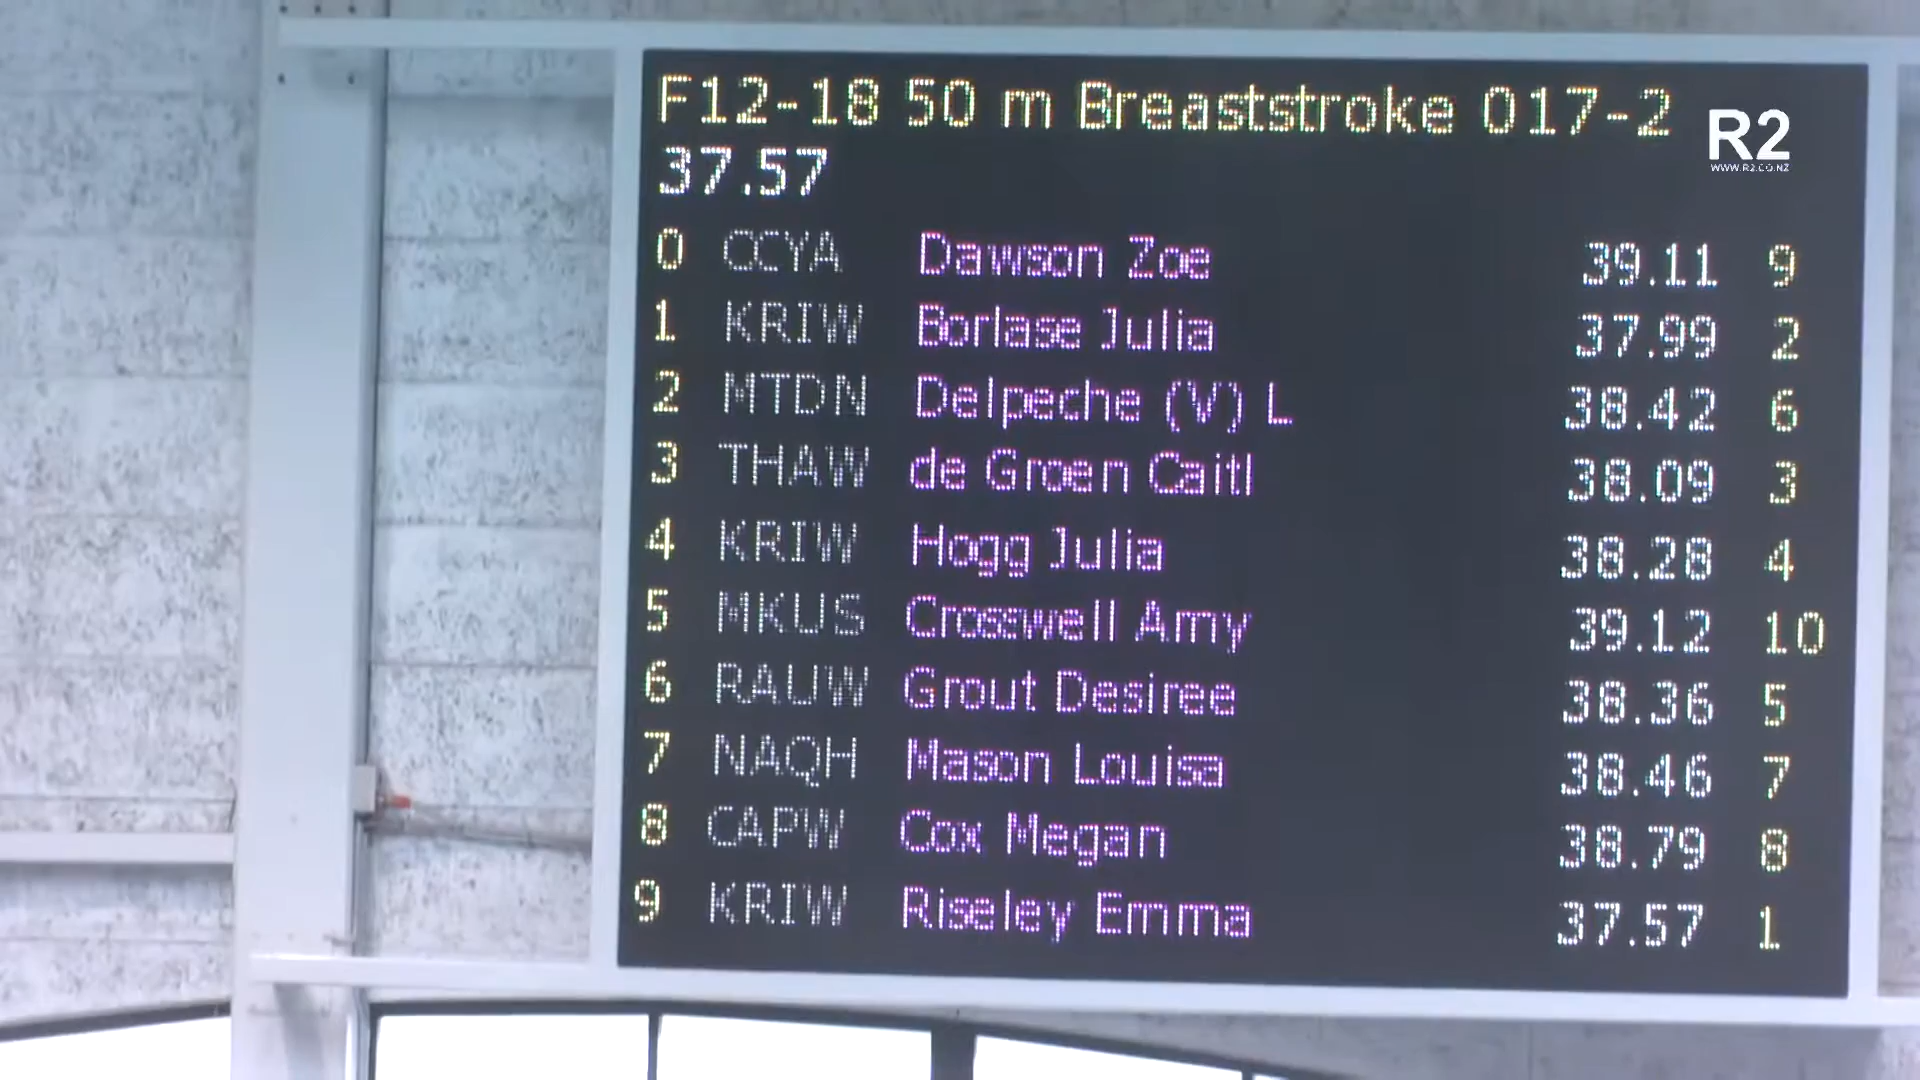 F12-18 50 m Breaststroke 017-2
37.57
0 CCYA Dawson Zoe 39.11 9
1 KRIW Borlase Julia 37.99 2
2 MTDN Delpeche (V) L 38.42 6
3 THAW de Groen Caitl 38.09 3
4 KRIW Hogg Julia 38.28 4
5 MKUS Crosswell Amy 39.12 10
6 RAUW Grout Desiree 38.36 5
7 NAQH Mason Louisa 38.46 7
8 CAPW Cox Megan 38.79 8
9 KRIW Riseley Emma 37.57 1
R2
WWW.R2.CO.NZ